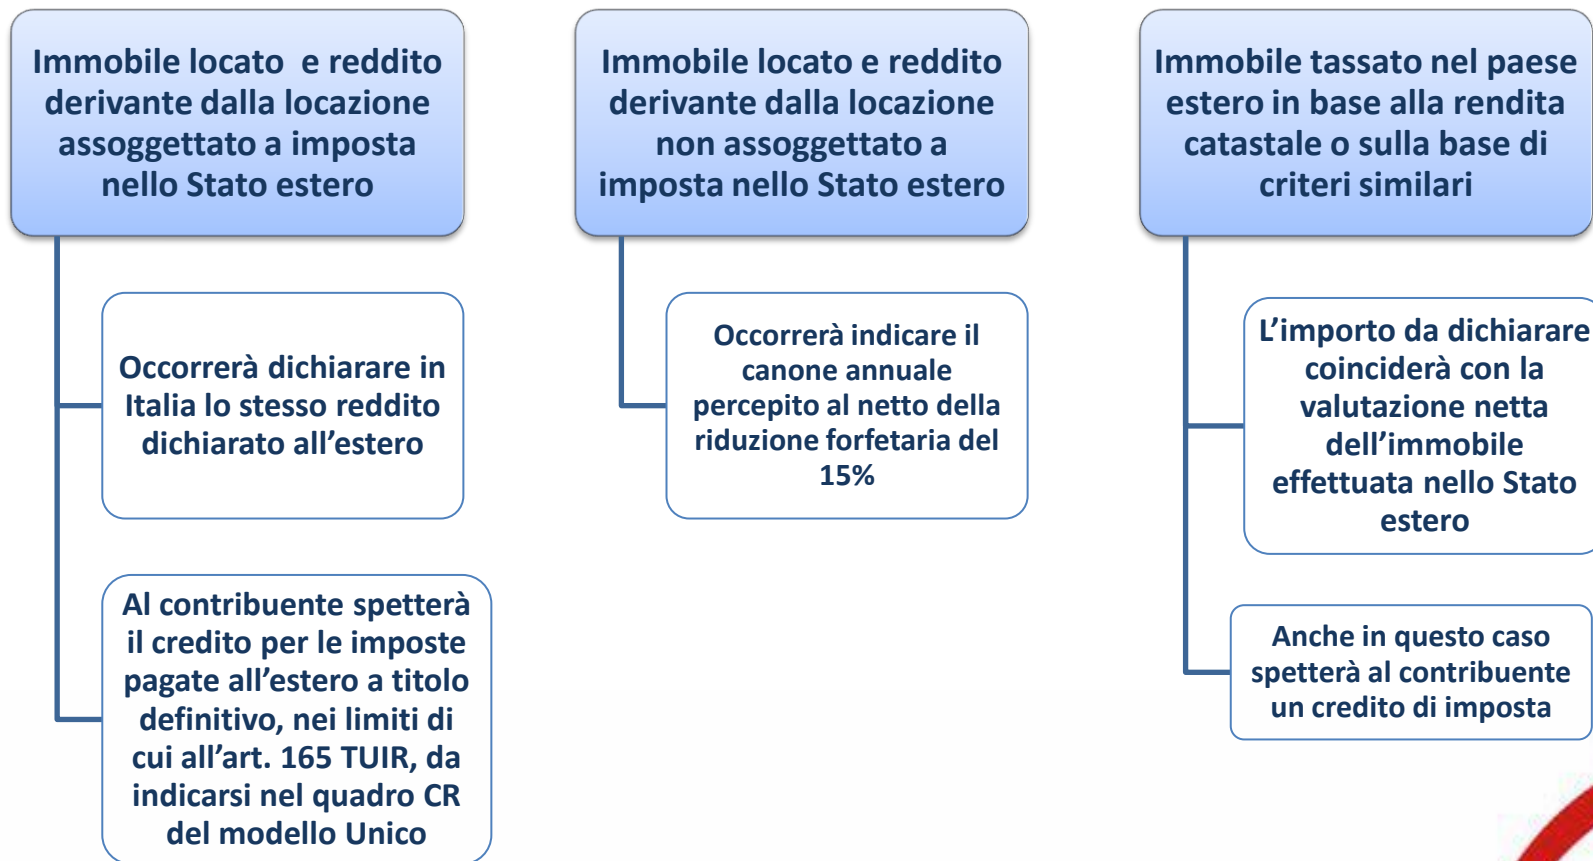 Immobile locato e reddito
derivante dalla locazione
assoggettato a imposta
nello Stato estero
Occorrerà dichiarare in
Italia lo stesso reddito
dichiarato all’estero
Al contribuente spetterà
il credito per le imposte
pagate all’estero a titolo
definitivo, nei limiti di
cui all’art. 165 TUIR, da
indicarsi nel quadro CR
del modello Unico
Immobile locato e reddito
derivante dalla locazione
non assoggettato a
imposta nello Stato estero
Occorrerà indicare il
canone annuale
percepito al netto della
riduzione forfetaria del
15%
Immobile tassato nel paese
estero in base alla rendita
catastale o sulla base di
criteri similari
L’importo da dichiarare
coinciderà con la
valutazione netta
dell’immobile
effettuata nello Stato
estero
Anche in questo caso
spetterà al contribuente
un credito di imposta